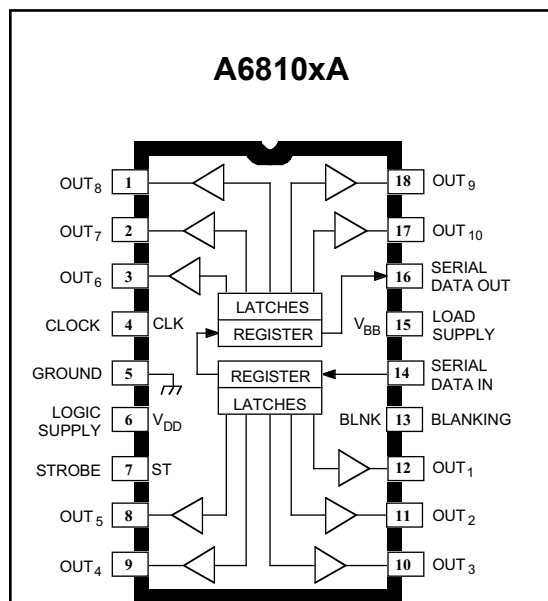 A6810xA
OUT8 1 18 OUT9
OUT7 2 17 OUT10
OUT6 3 16 SERIAL DATA OUT
LATCHES
CLOCK 4 CLK REGISTER VBB 15 LOAD SUPPLY
GROUND 5 REGISTER 14 SERIAL DATA IN
LATCHES
LOGIC SUPPLY 6 VDD BLNK 13 BLANKING
STROBE 7 ST 12 OUT1
OUT5 8 11 OUT2
OUT4 9 10 OUT3